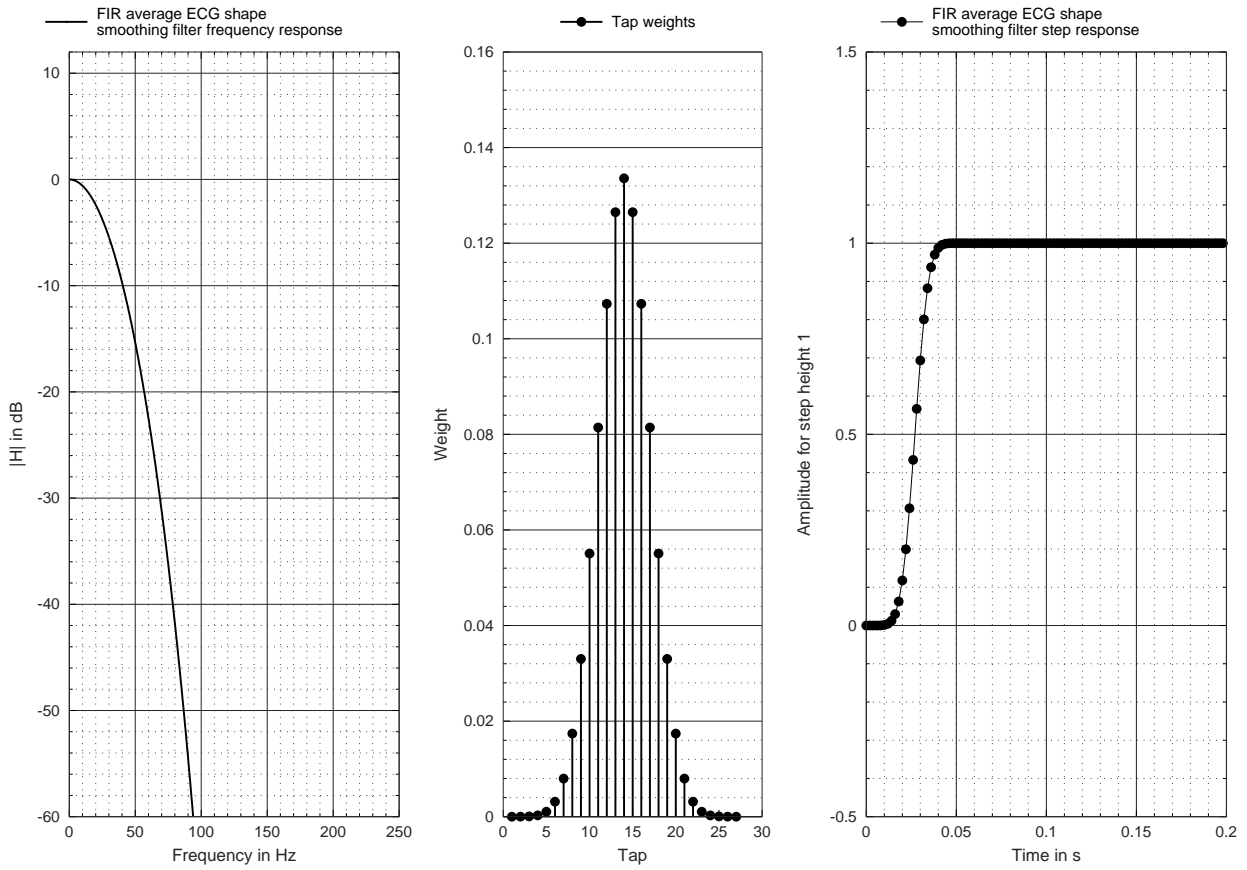 FIR average ECG shape
smoothing filter frequency response
10
0
-10
-20
-30
-40
-50
-60
|H| in dB
0 50 100 150 200 250
Frequency in Hz
Tap weights
0.16
0.14
0.12
0.1
0.08
0.06
0.04
0.02
0
Weight
0 5 10 15 20 25 30
Tap
FIR average ECG shape
smoothing filter step response
1.5
1
0.5
0
-0.5
Amplitude for step height 1
0 0.05 0.1 0.15 0.2
Time in s